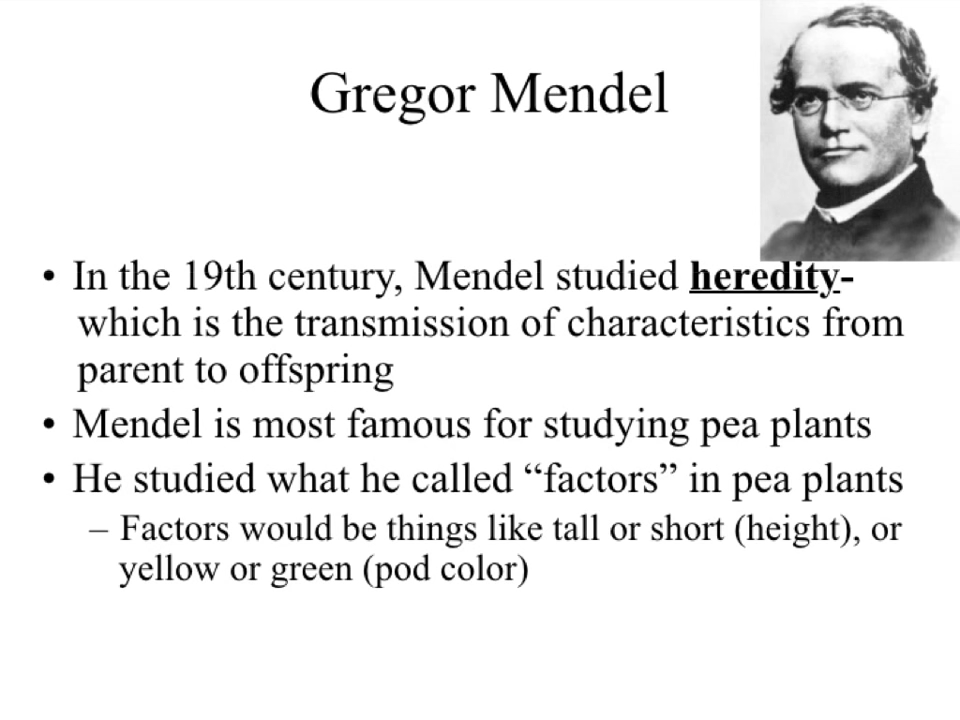 Gregor Mendel
• In the 19th century, Mendel studied heredity-
which is the transmission of characteristics from
parent to offspring
• Mendel is most famous for studying pea plants
• He studied what he called “factors” in pea plants
– Factors would be things like tall or short (height), or
yellow or green (pod color)